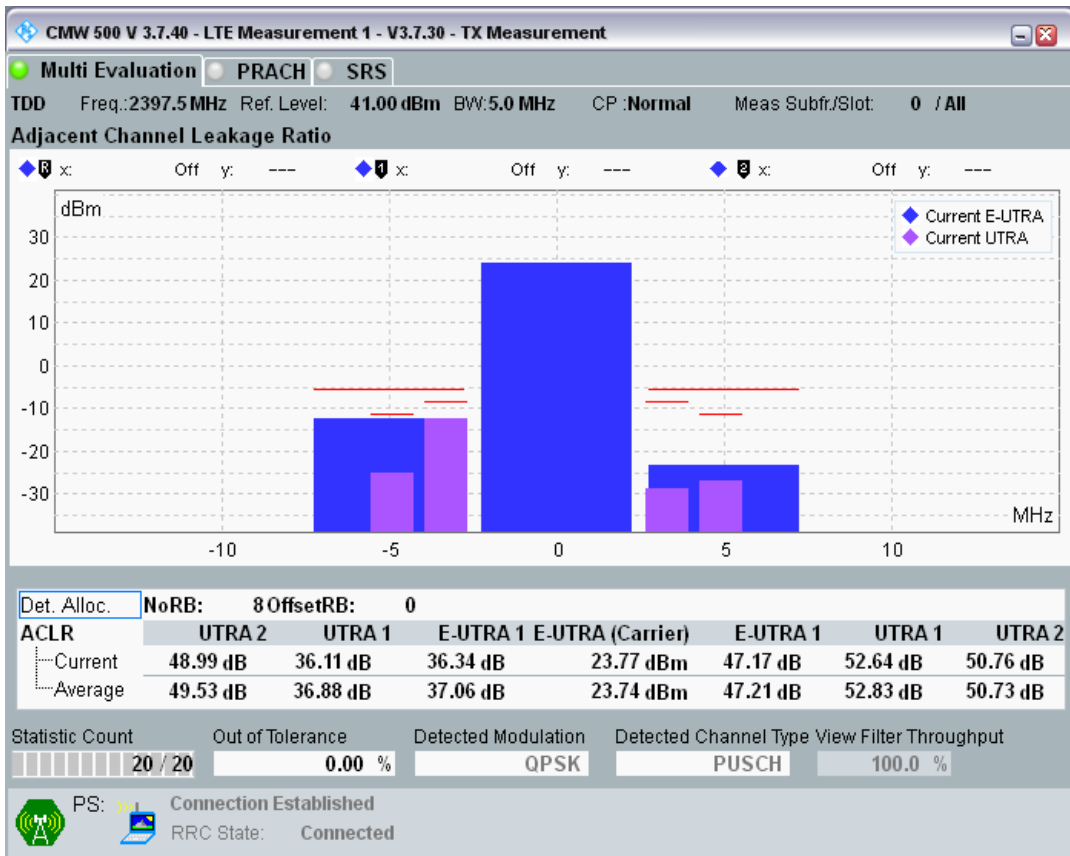 CMW 500 V 3.7.40 - LTE Measurement 1 - V3.7.30 - TX Measurement
Multi Evaluation PRACH SRS
TDD Freq.:2397.5 MHz Ref. Level: 41.00 dBm BW:5.0 MHz CP :Normal Meas Subfr./Slot: 0 / All
Adjacent Channel Leakage Ratio
R x: Off y: --- 1 x: Off y: --- 2 x: Off y: ---
dBm
Current E-UTRA
Current UTRA
30
20
10
0
-10
-20
-30
MHz
-10 -5 0 5 10
Det. Alloc. NoRB: 8 OffsetRB: 0
ACLR UTRA 2 UTRA 1 E-UTRA 1 E-UTRA (Carrier) E-UTRA 1 UTRA 1 UTRA 2
Current 48.99 dB 36.11 dB 36.34 dB 23.77 dBm 47.17 dB 52.64 dB 50.76 dB
Average 49.53 dB 36.88 dB 37.06 dB 23.74 dBm 47.21 dB 52.83 dB 50.73 dB
Statistic Count Out of Tolerance Detected Modulation Detected Channel Type View Filter Throughput
20 / 20 0.00 % QPSK PUSCH 100.0 %
PS: Connection Established
RRC State: Connected